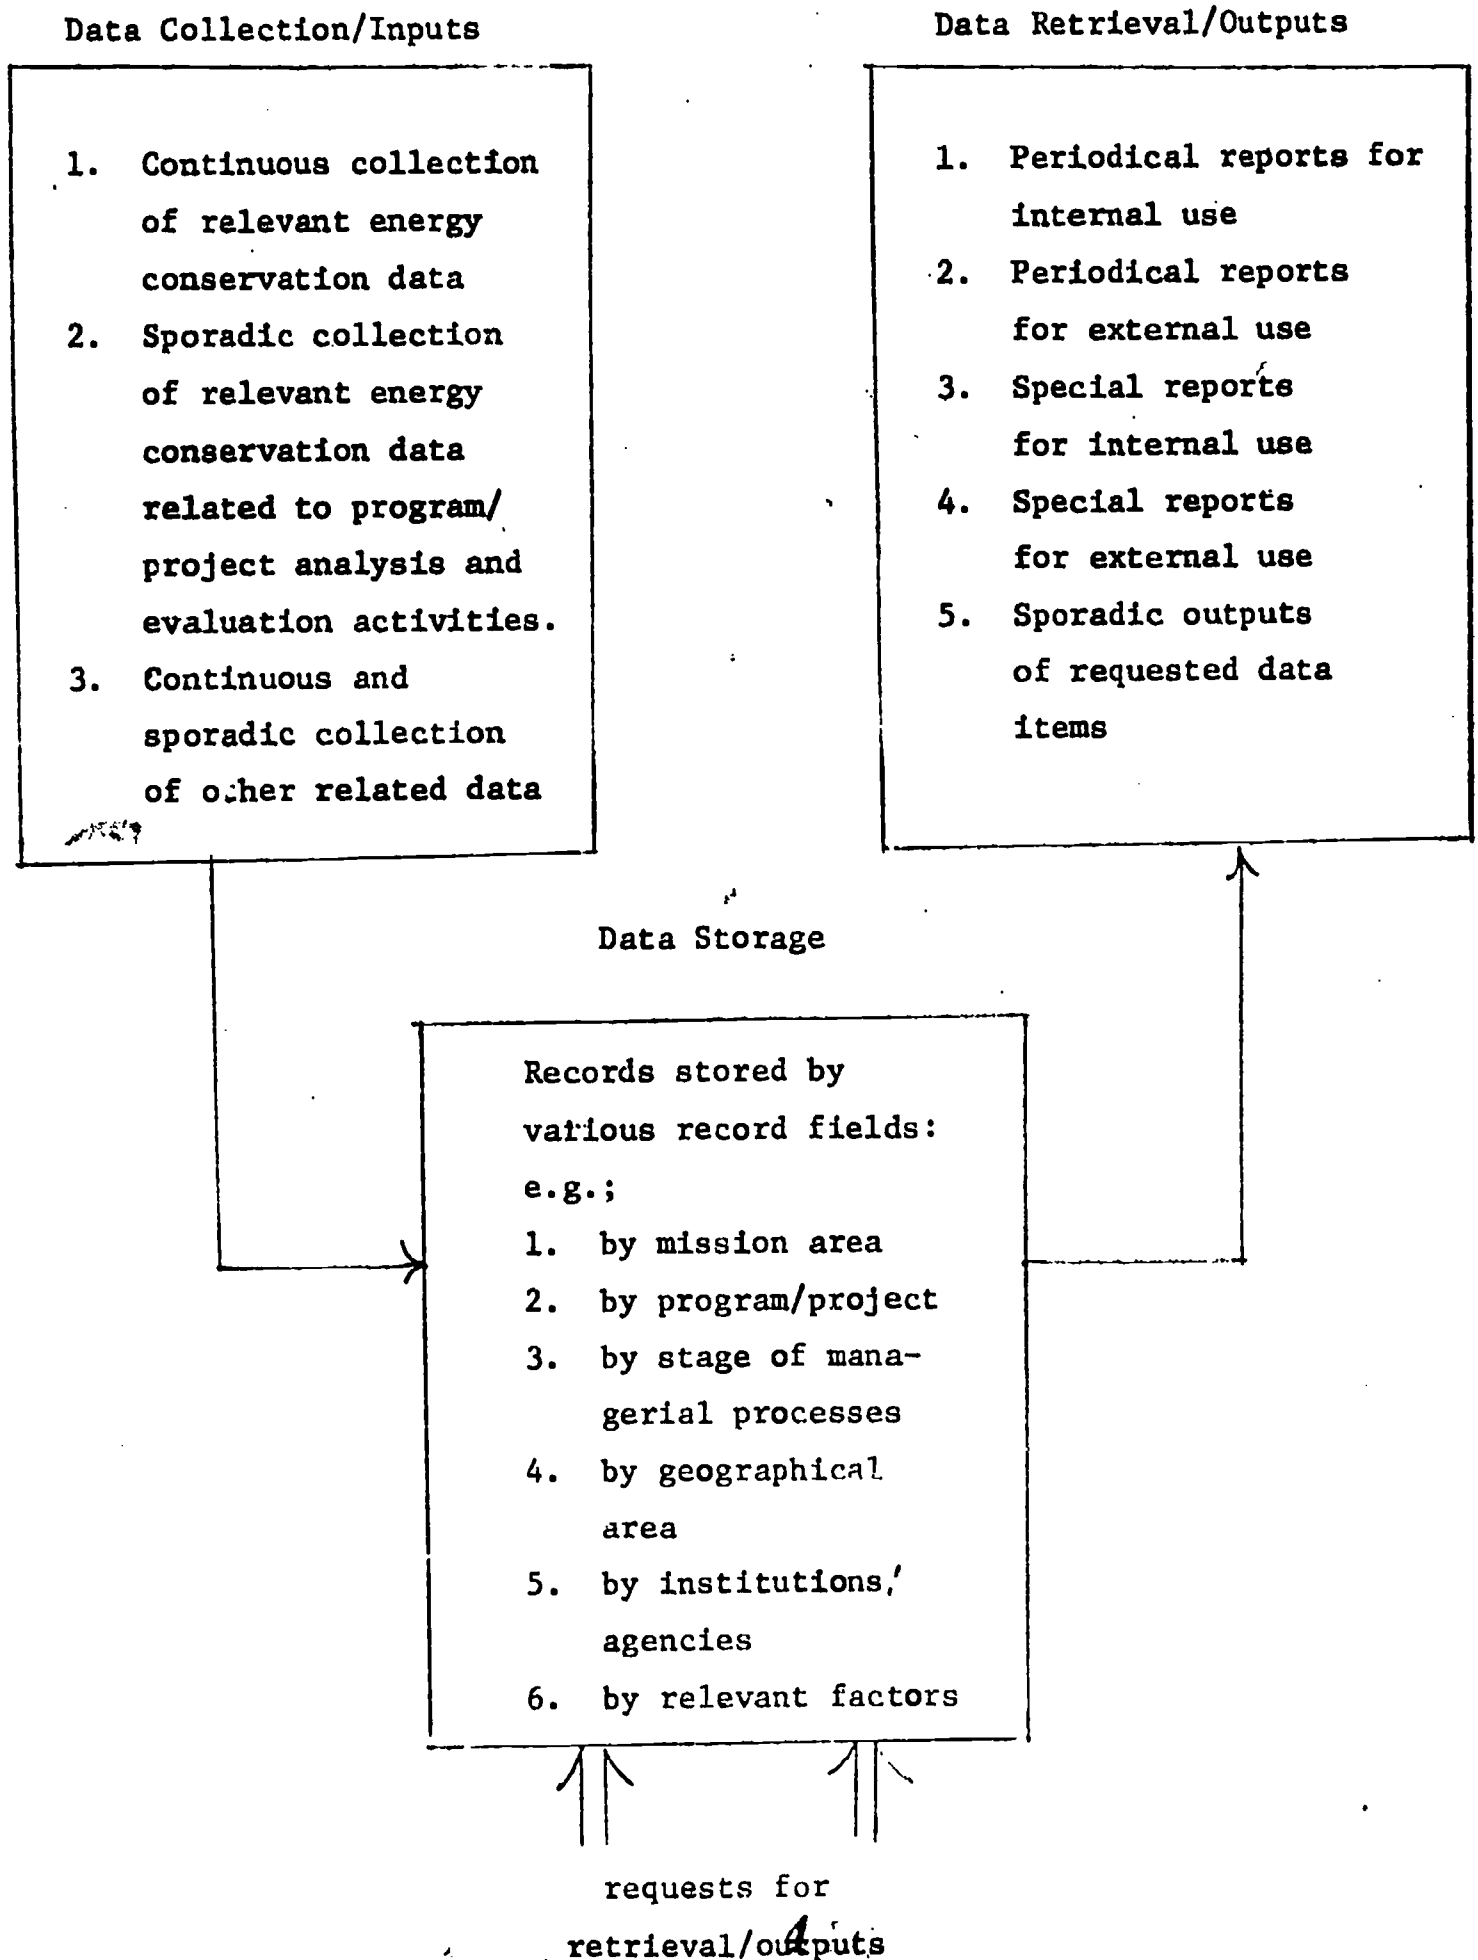 Data Collection/Inputs
1. Continuous collection
of relevant energy
conservation data
2. Sporadic collection
of relevant energy
conservation data
related to program/
project analysis and
evaluation activities.
3. Continuous and
sporadic collection
of other related data
Data Retrieval/Outputs
1. Periodical reports for
internal use
2. Periodical reports
for external use
3. Special reports
for internal use
4. Special reports
for external use
5. Sporadic outputs
of requested data
items
Data Storage
Records stored by
various record fields:
e.g.;
1. by mission area
2. by program/project
3. by stage of mana-
gerial processes
4. by geographical
area
5. by institutions/
agencies
6. by relevant factors
requests for
retrieval/outputs